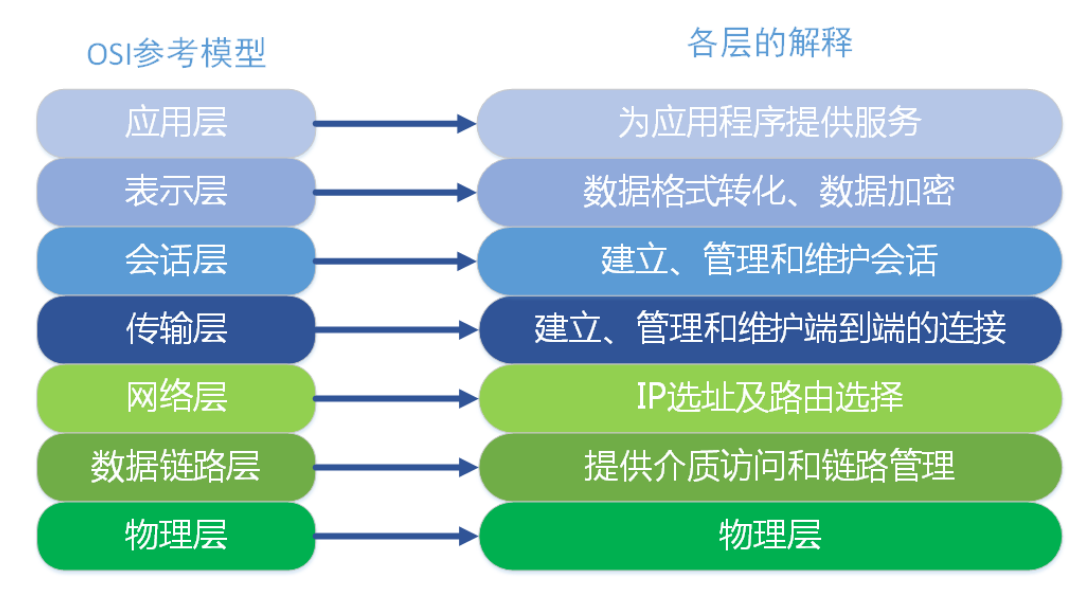 OSI参考模型
各层的解释
应用层
为应用程序提供服务
表示层
数据格式转化、数据加密
会话层
建立、管理和维护会话
传输层
建立、管理和维护端到端的连接
网络层
IP选址及路由选择
数据链路层
提供介质访问和链路管理
物理层
物理层